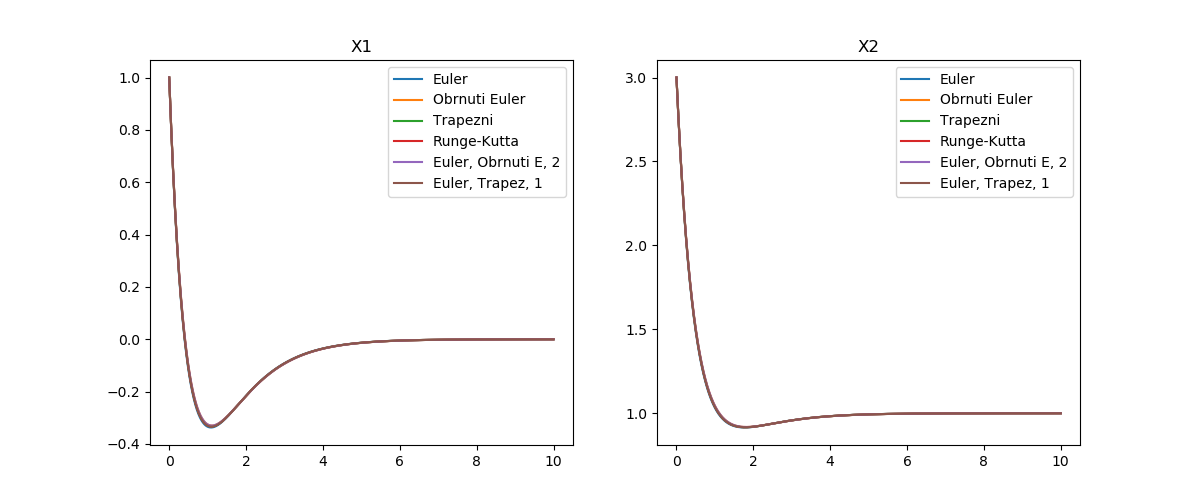 X1
1.0
0.8
0.6
0.4
0.2
0.0
−0.2
−0.4
0 2 4 6 8 10
Euler
Obrnuti Euler
Trapezni
Runge-Kutta
Euler, Obrnuti E, 2
Euler, Trapez, 1
X2
3.0
2.5
2.0
1.5
1.0
0 2 4 6 8 10
Euler
Obrnuti Euler
Trapezni
Runge-Kutta
Euler, Obrnuti E, 2
Euler, Trapez, 1